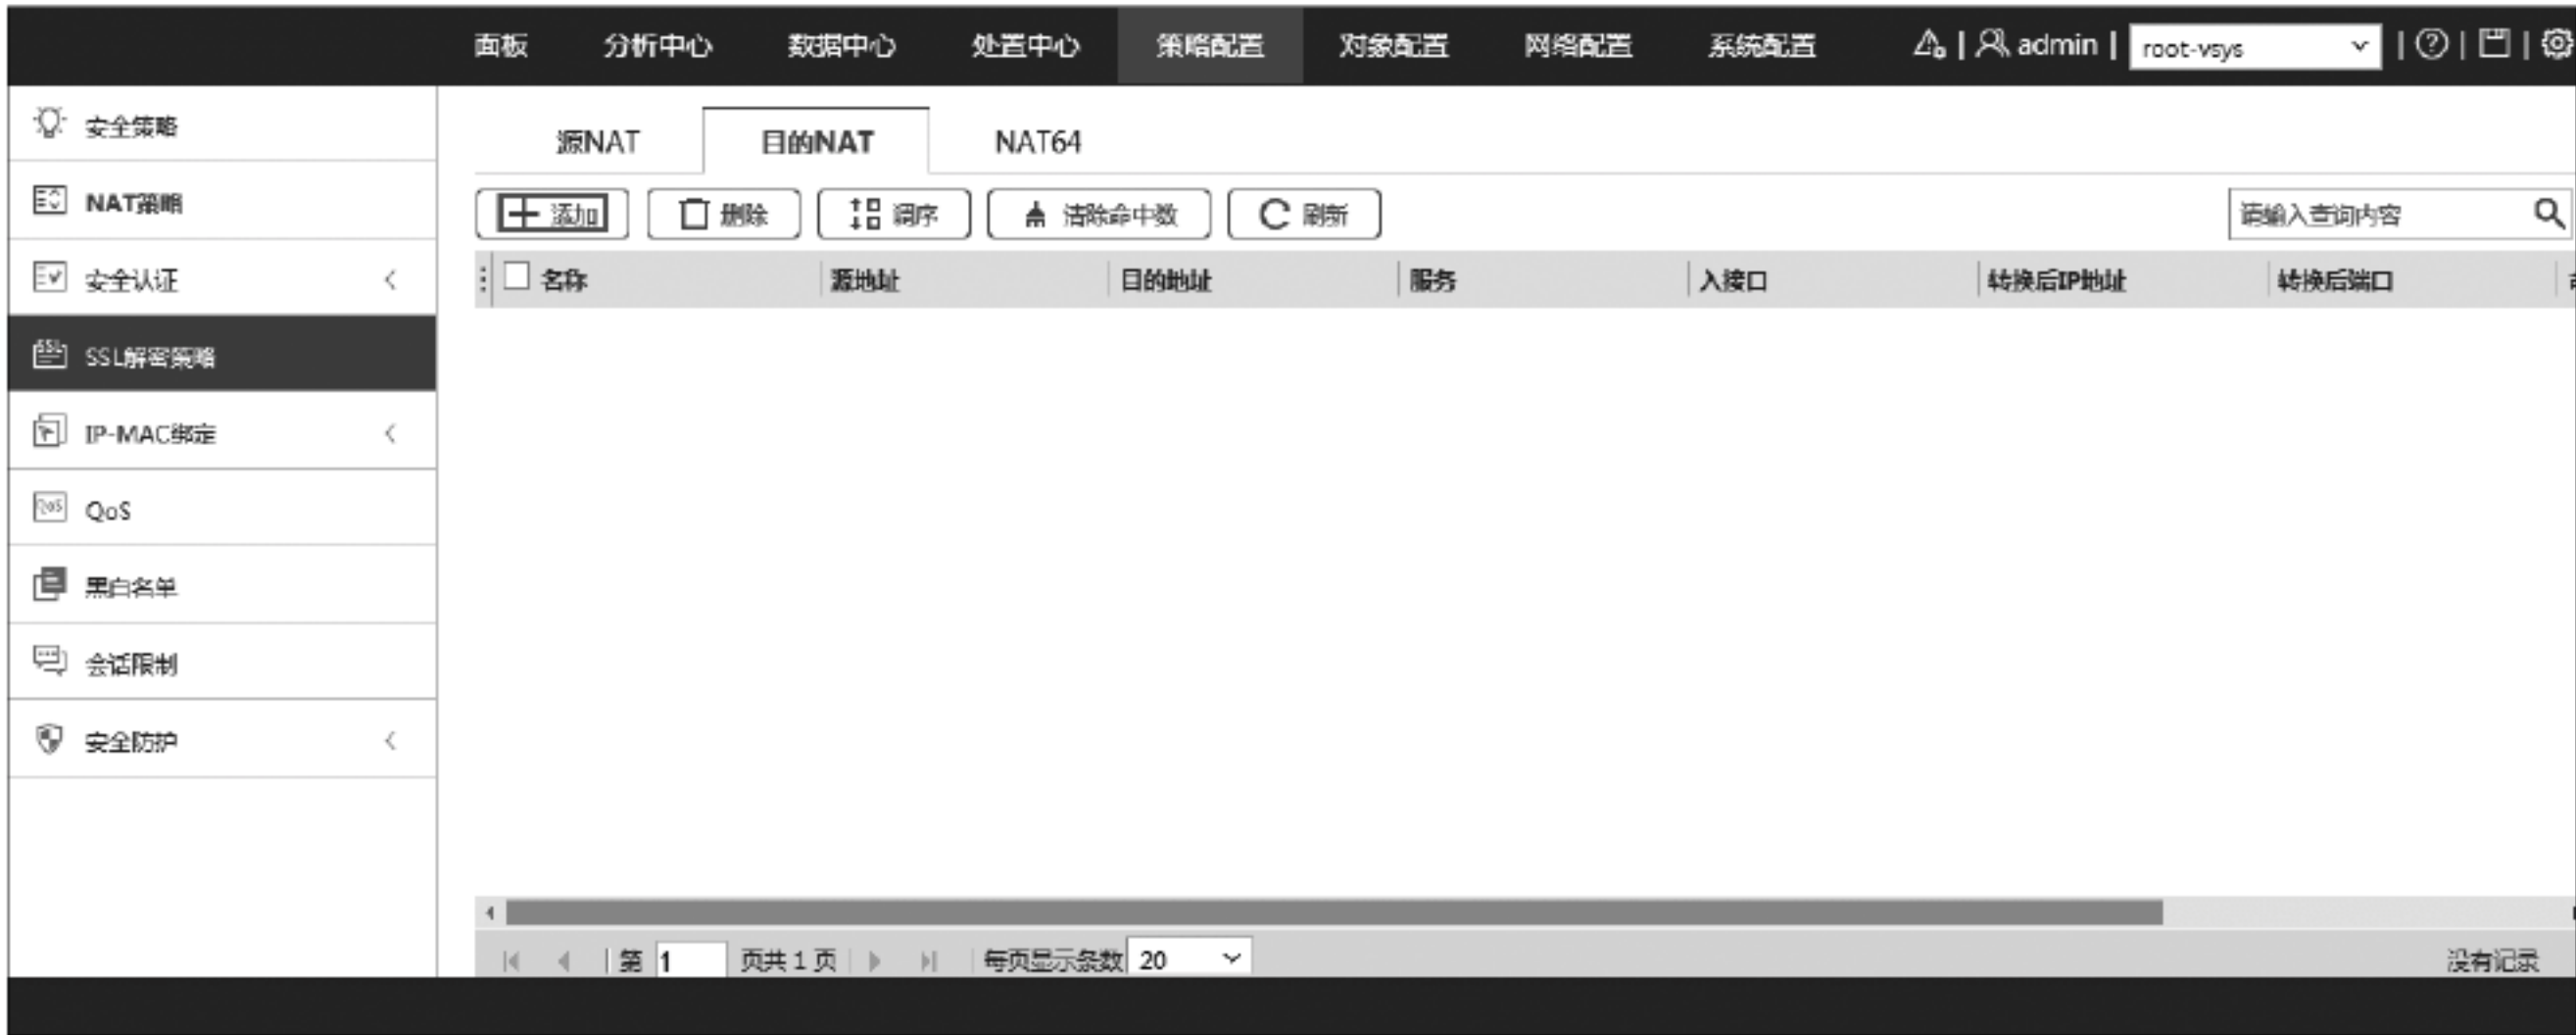 面板 分析中心 数据中心 处置中心 策略配置 对象配置 网络配置 系统配置 admin root-vsys
安全策略
NAT策略
安全认证
SSL解密策略
IP-MAC绑定
QoS
黑白名单
会话限制
安全防护
源NAT 目的NAT NAT64
添加 删除 调序 清除命中数 刷新 请输入查询内容
名称 源地址 目的地址 服务 入接口 转换后IP地址 转换后端口
第 1 页共 1 页 每页显示条数 20 没有记录